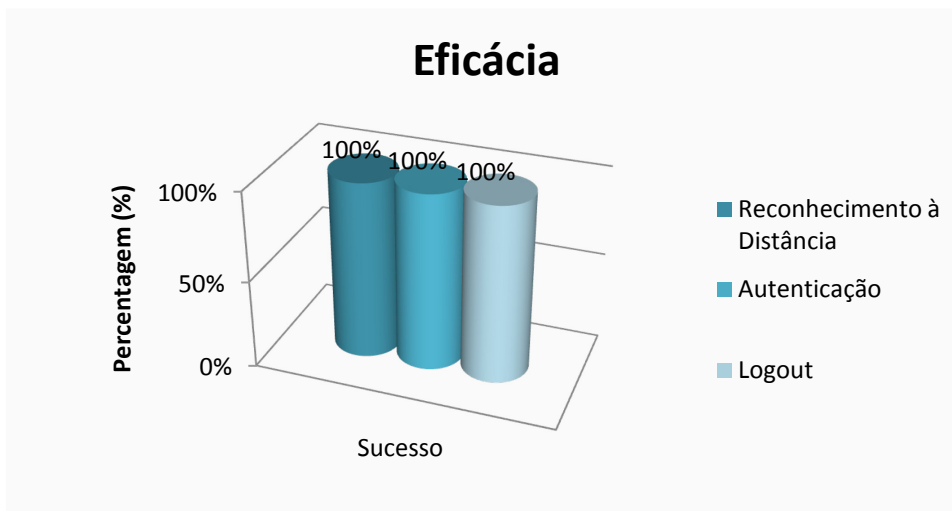 Eficácia
100%
100%
100%
100%
50%
0%
Percentagem (%)
Sucesso
Reconhecimento à
Distância
Autenticação
Logout